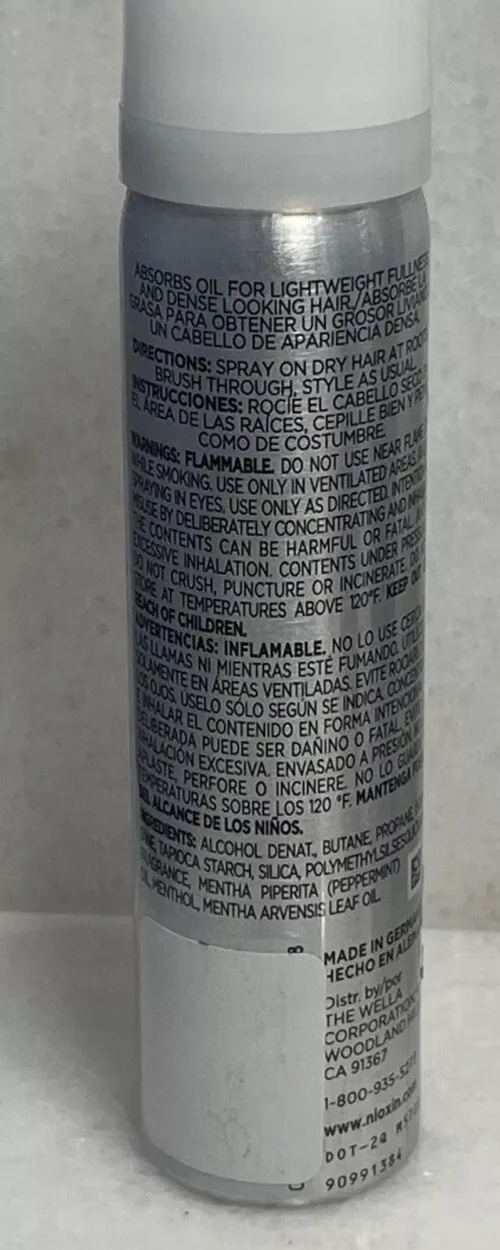 ABSORBS OIL FOR LIGHTWEIGHT FULLNESS
AND DENSE LOOKING HAIR./ABSORBE LA
GRASA PARA OBTENER UN GROSOR LIVIANO
UN CABELLO DE APARIENCIA DENSA.
DIRECTIONS: SPRAY ON DRY HAIR AT ROOTS
BRUSH THROUGH, STYLE AS USUAL.
INSTRUCCIONES: ROCÍE EL CABELLO SECO
EL ÁREA DE LAS RAÍCES, CEPILLE BIEN Y
COMO DE COSTUMBRE.
WARNINGS: FLAMMABLE. DO NOT USE NEAR FLAME
WHILE SMOKING. USE ONLY IN VENTILATED AREAS.
SPRAYING IN EYES. USE ONLY AS DIRECTED.
MISUSE BY DELIBERATELY CONCENTRATING AND
THE CONTENTS CAN BE HARMFUL OR FATAL.
EXCESSIVE INHALATION. CONTENTS UNDER
DO NOT CRUSH, PUNCTURE OR INCINERATE. DO
STORE AT TEMPERATURES ABOVE 120°F. KEEP OUT
REACH OF CHILDREN.
ADVERTENCIAS: INFLAMABLE. NO LO USE
LAS LLAMAS NI MIENTRAS ESTÉ FUMANDO.
SOLAMENTE EN ÁREAS VENTILADAS. EVITE
LOS OJOS. ÚSELO SÓLO SEGÚN SE INDICA.
E INHALAR EL CONTENIDO EN FORMA
DELIBERADA PUEDE SER DAÑINO O FATAL.
INHALACIÓN EXCESIVA. ENVASADO A PRESIÓN.
APLASTE, PERFORE O INCINERE. NO LO
TEMPERATURAS SOBRE LOS 120 °F. MANTENGA
DEL ALCANCE DE LOS NIÑOS.
INGREDIENTS: ALCOHOL DENAT., BUTANE, PROPANE,
TAPIOCA STARCH, SILICA,
FRAGRANCE, MENTHA PIPERITA (PEPPERMINT)
OIL, MENTHOL, MENTHA ARVENSIS LEAF OIL.
MADE IN GERMANY
HECHO EN
Distr. by/por
THE WELLA
CORPORATION
WOODLAND
CA 91367
1-800-935-5273
www.nioxin.com
DOT-2Q
90991384